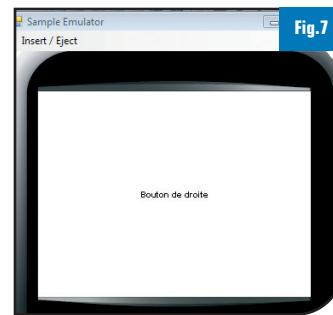 Sample Emulator
Fig.7
Insert / Eject
Bouton de droite